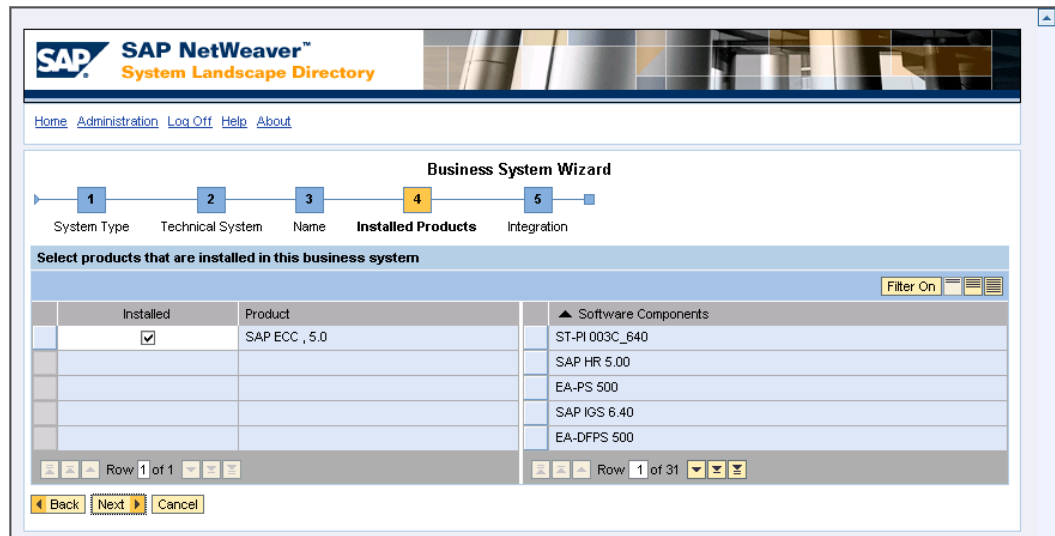 SAP SAP NetWeaver™
System Landscape Directory
Home Administration Log Off Help About
Business System Wizard
1 2 3 4 5
System Type Technical System Name Installed Products Integration
Select products that are installed in this business system
Filter On
Installed Product Software Components
SAP ECC , 5.0 ST-PI 003C_640
SAP HR 5.00
EA-PS 500
SAP IGS 6.40
EA-DFPS 500
Row 1 of 1 Row 1 of 31
Back Next Cancel